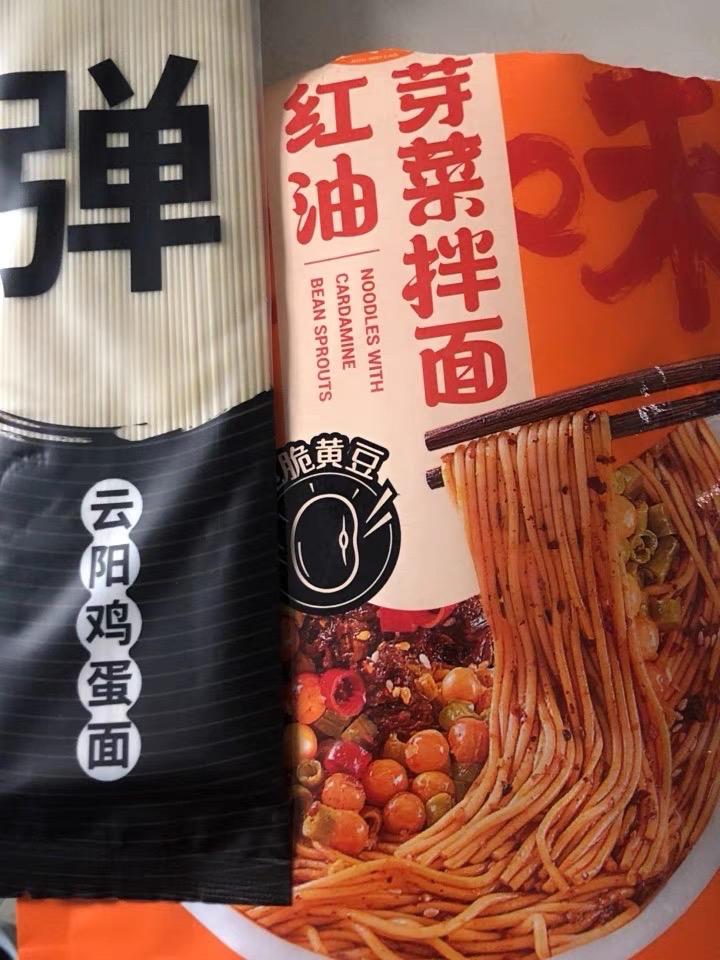 弹
云阳鸡蛋面
红油
芽菜拌面
NOODLES WITH
CARDAMINE
BEAN SPROUTS
味
脆黄豆